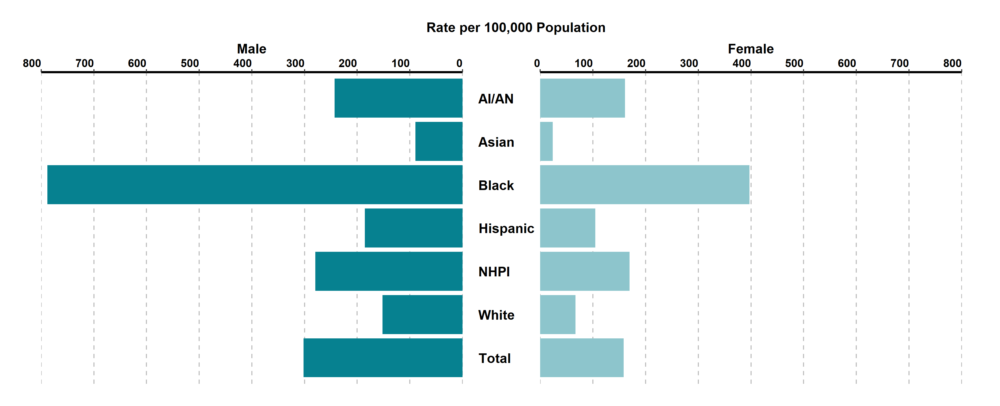 Rate per 100,000 Population
Male Female
800 700 600 500 400 300 200 100 0 0 100 200 300 400 500 600 700 800
AI/AN
Asian
Black
Hispanic
NHPI
White
Total